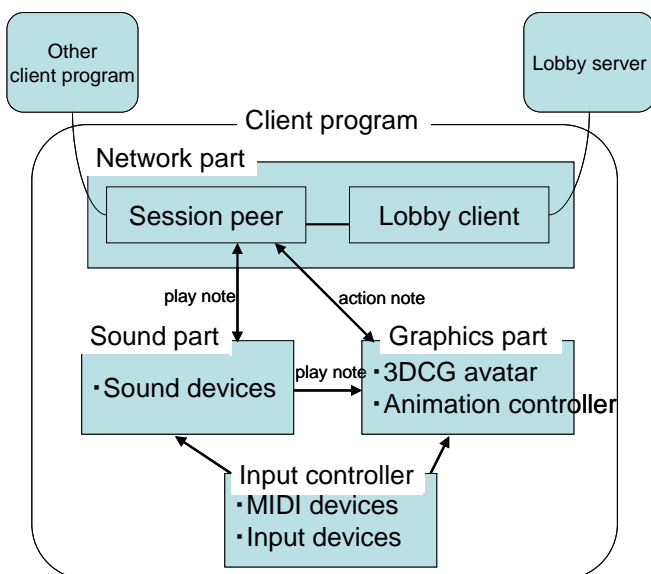 Other
client program
Lobby server
Client program
Network part
Session peer
Lobby client
play note
action note
Sound part
Graphics part
・Sound devices
play note
・3DCG avatar
・Animation controller
Input controller
・MIDI devices
・Input devices